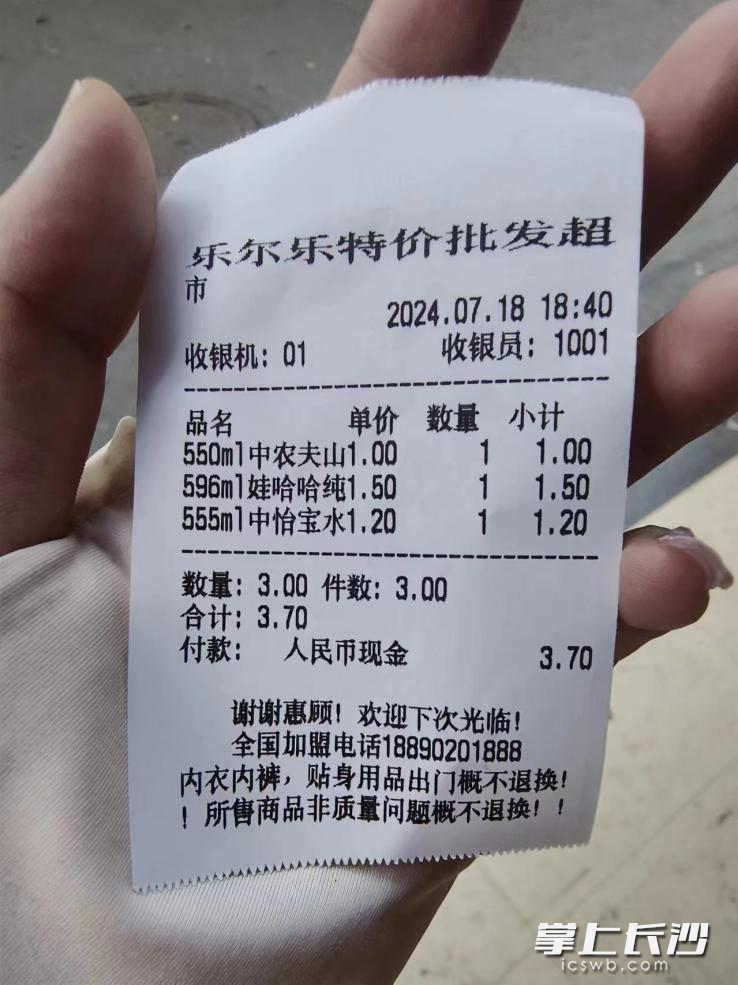 乐尔乐特价批发超
市
2024.07.18 18:40
收银机: 01 收银员: 1001
品名 单价 数量 小计
550ml中农夫山1.00 1 1.00
596ml娃哈哈纯1.50 1 1.50
555ml中怡宝水1.20 1 1.20
数量: 3.00 件数: 3.00
合计: 3.70
付款: 人民币现金 3.70
谢谢惠顾! 欢迎下次光临!
全国加盟电话18890201888
内衣内裤, 贴身用品出门概不退换!
! 所售商品非质量问题概不退换! !
掌上长沙
icswb.com